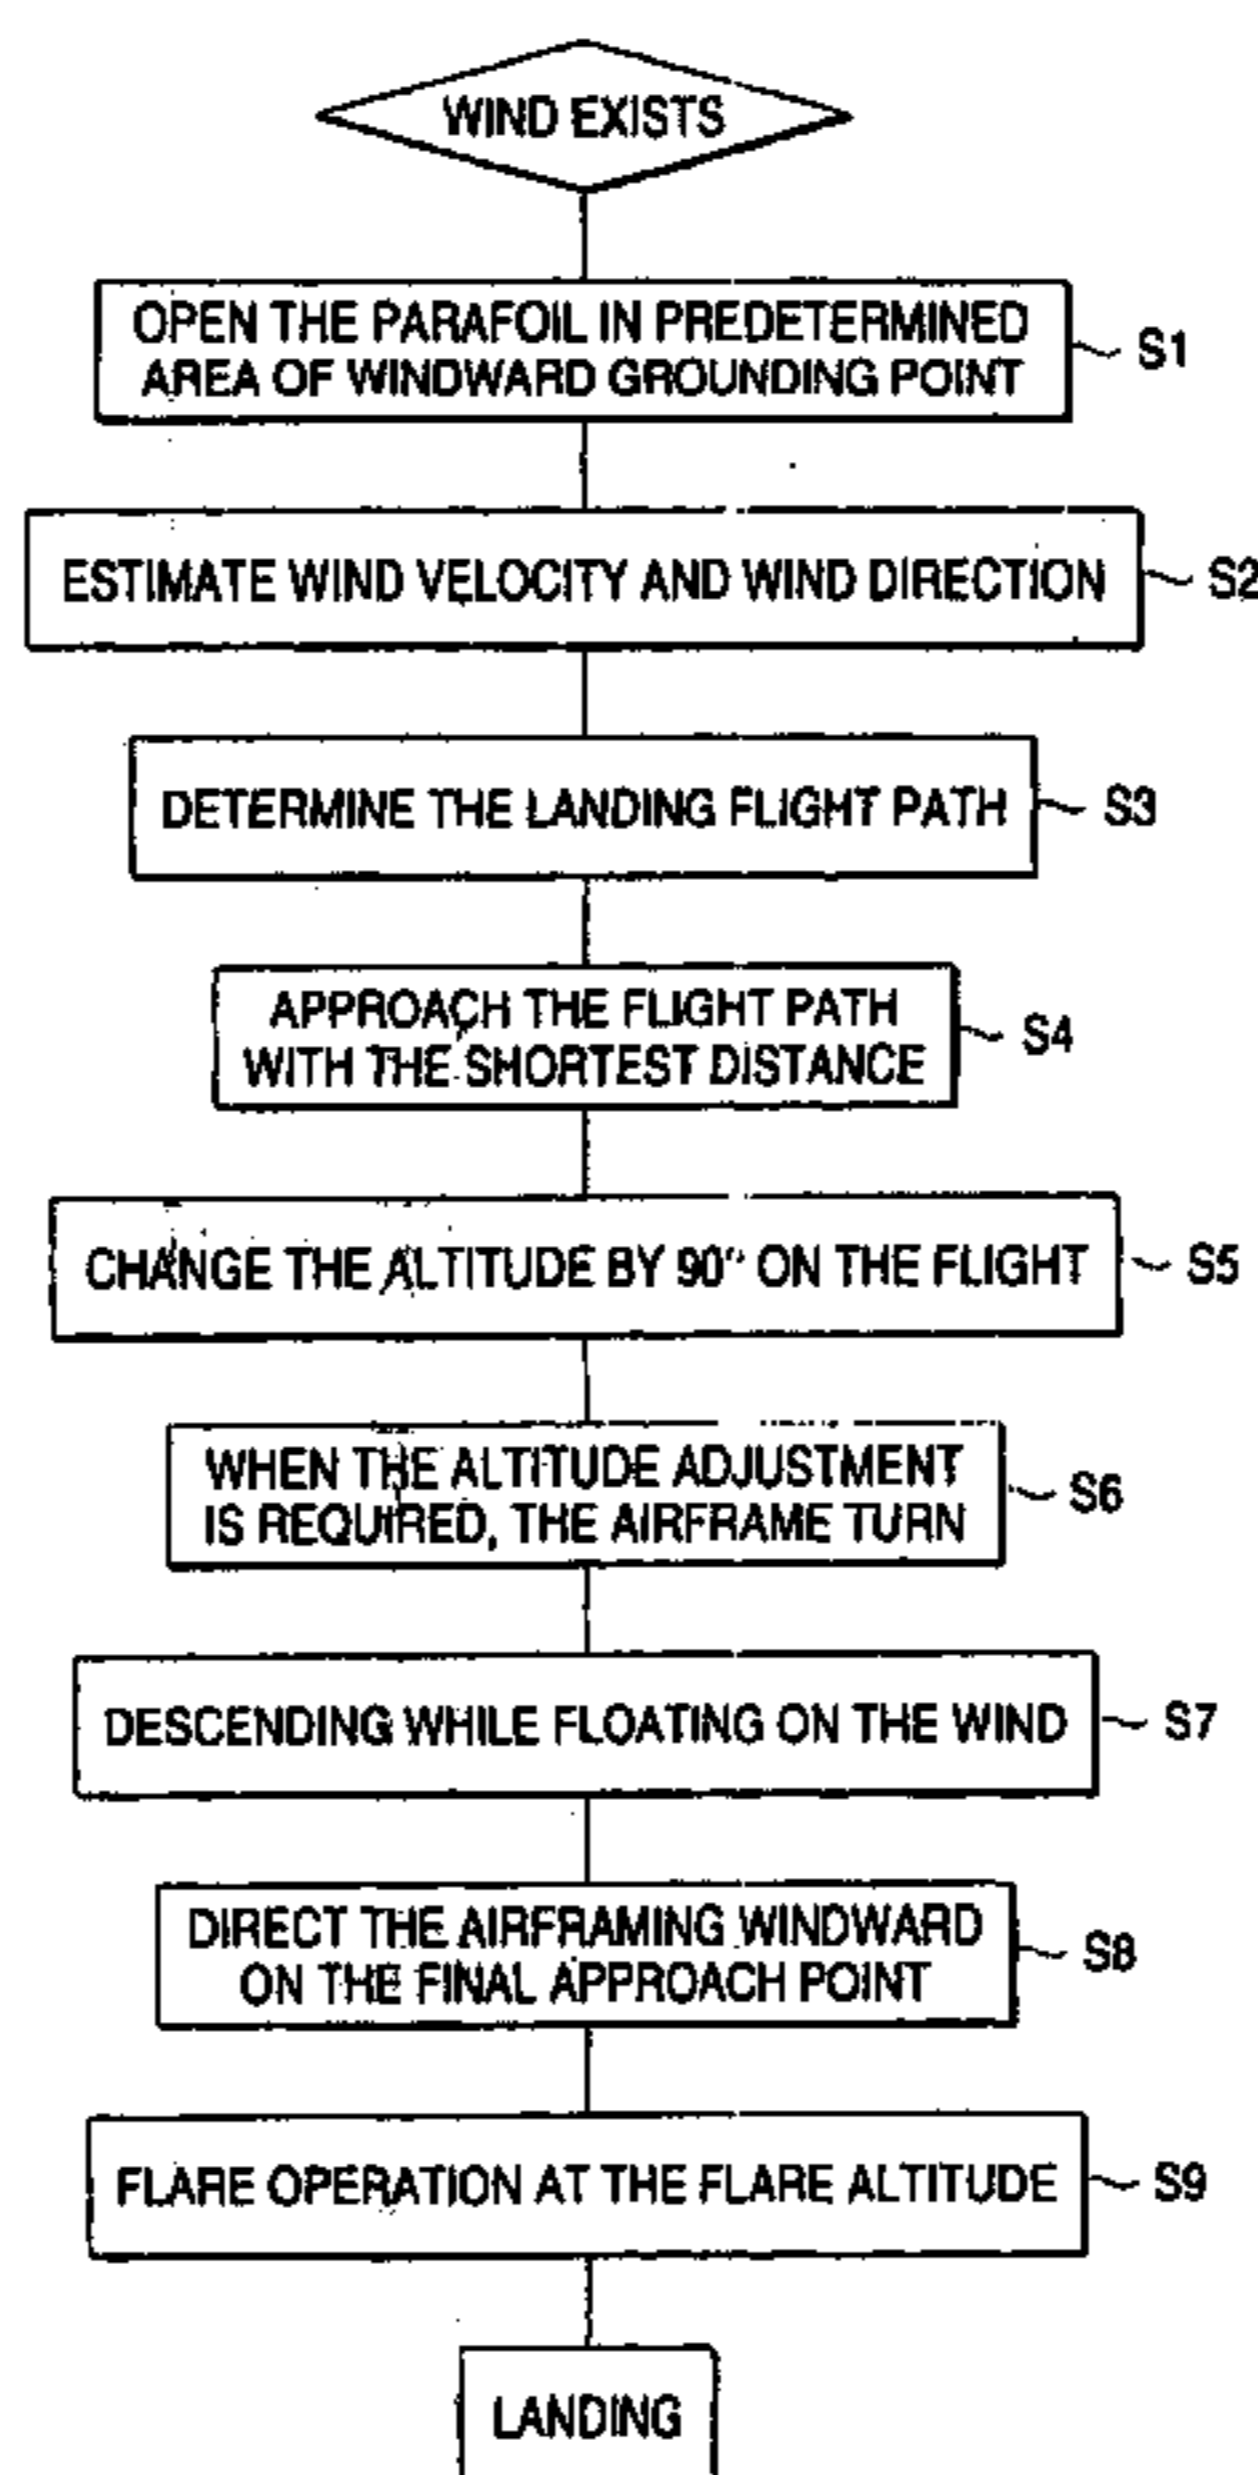 WIND EXISTS
OPEN THE PARAFOIL IN PREDETERMINED
AREA OF WINDWARD GROUNDING POINT
S1
ESTIMATE WIND VELOCITY AND WIND DIRECTION
S2
DETERMINE THE LANDING FLIGHT PATH
S3
APPROACH THE FLIGHT PATH
WITH THE SHORTEST DISTANCE
S4
CHANGE THE ALTITUDE BY 90° ON THE FLIGHT
S5
WHEN THE ALTITUDE ADJUSTMENT
IS REQUIRED, THE AIRFRAME TURN
S6
DESCENDING WHILE FLOATING ON THE WIND
S7
DIRECT THE AIRFRAMING WINDWARD
ON THE FINAL APPROACH POINT
S8
FLARE OPERATION AT THE FLARE ALTITUDE
S9
LANDING